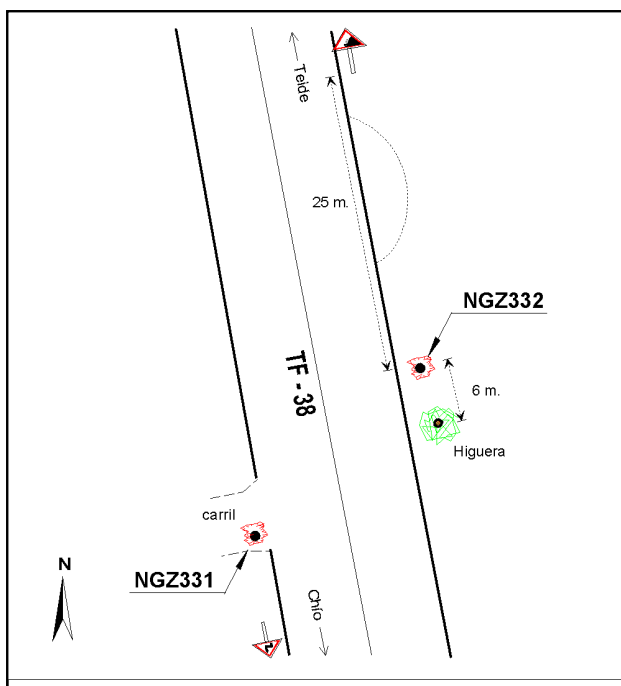 Teide
25 m.
NGZ332
TF - 38
6 m.
Higuera
carril
N
NGZ331
Chío